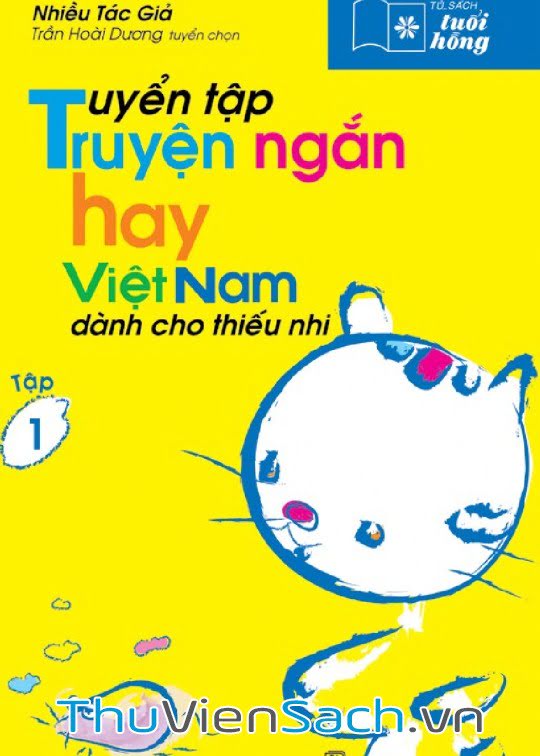 Nhiều Tác Giả
Trần Hoài Dương tuyển chọn
TỦ SÁCH
tuổi
hồng
Tuyển tập
Truyện ngắn
hay
Việt Nam
dành cho thiếu nhi
Tập
1
ThuVienSach.vn